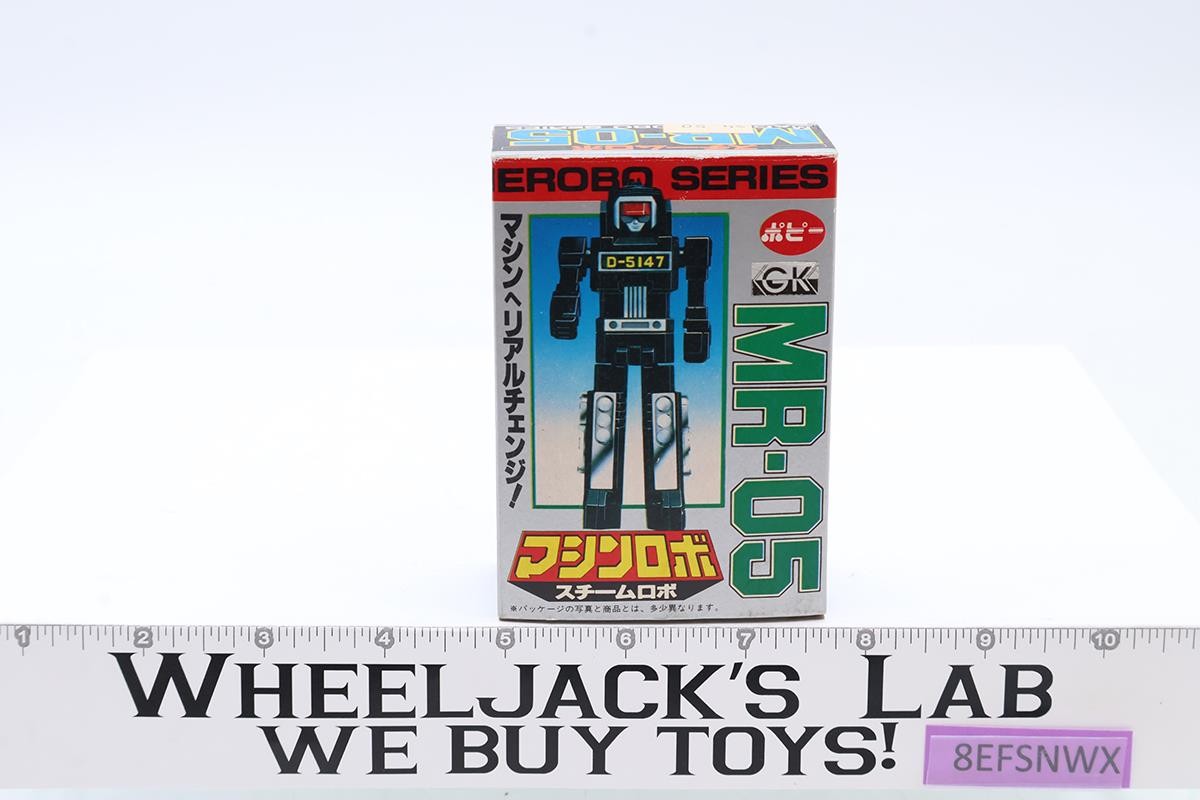 MR-05
EROBO SERIES
マシンへリアルチェンジ!
ポピー
GK
D-5147
MR-05
マシンロボ
スチームロボ
※パッケージの写真と商品とは、多少異なります。
1 2 3 4 5 6 7 8 9 10
WHEELJACK'S LAB
WE BUY TOYS!
8EFSNWX